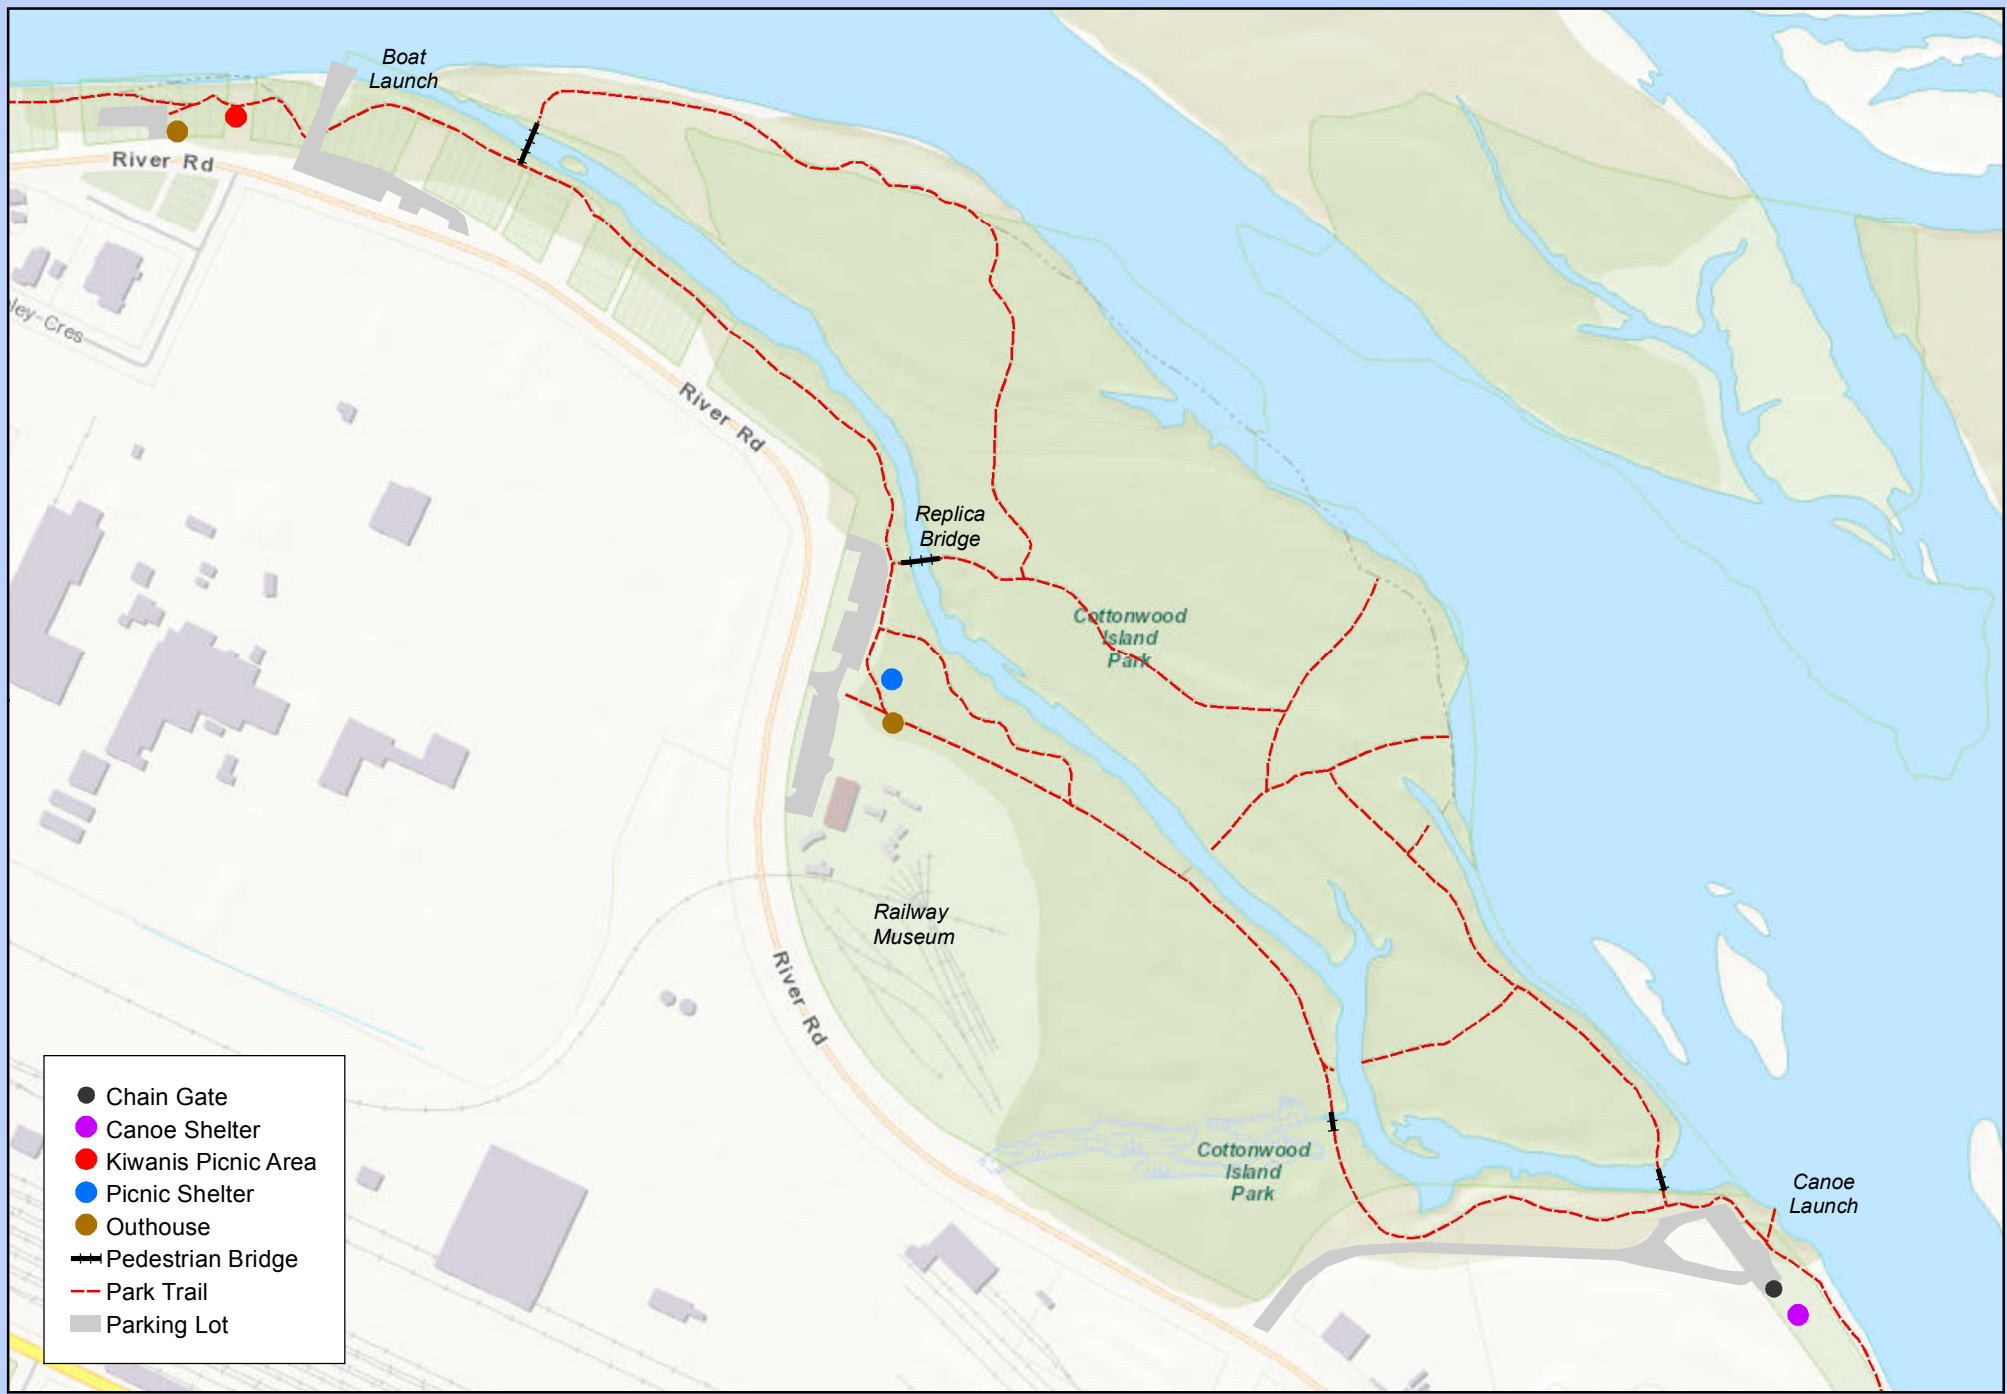 Boat
Launch
River Rd
ley-Cres
River Rd
Replica
Bridge
Cottonwood
Island
Park
Railway
Museum
River Rd
Cottonwood
Island
Park
Canoe
Launch
Chain Gate
Canoe Shelter
Kiwanis Picnic Area
Picnic Shelter
Outhouse
Pedestrian Bridge
Park Trail
Parking Lot